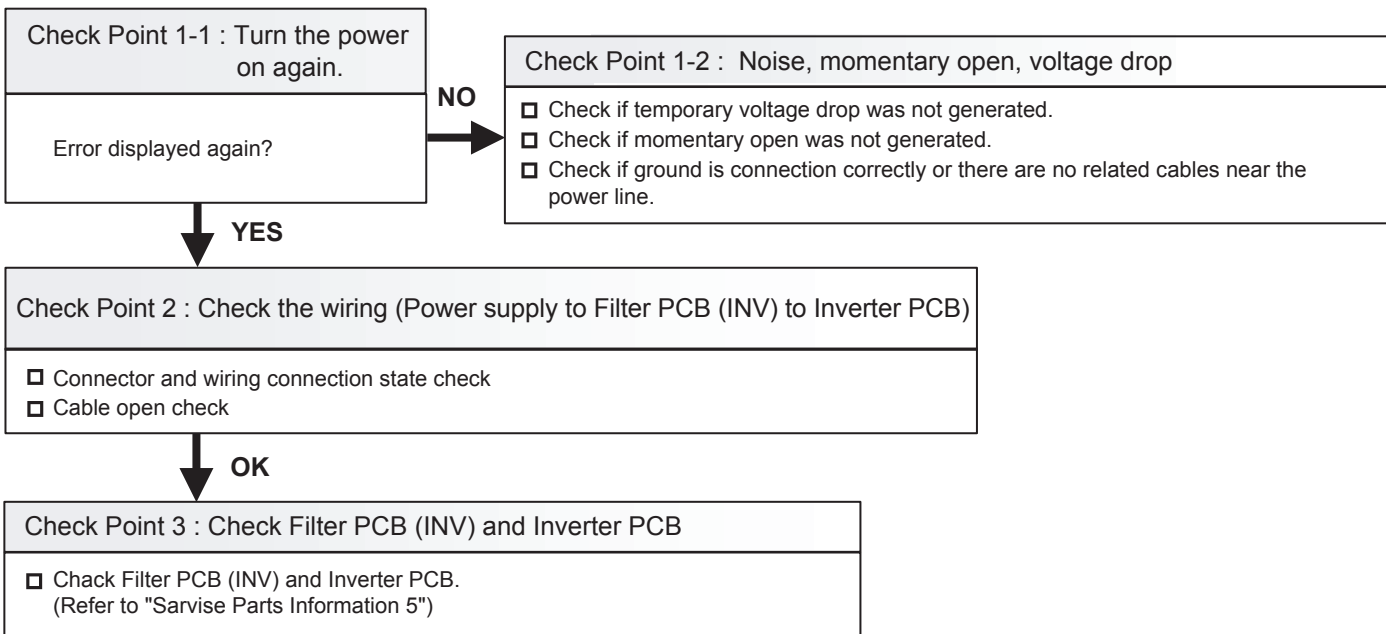 Check Point 1-1 : Turn the power
on again.
Error displayed again?
NO
Check Point 1-2 : Noise, momentary open, voltage drop
Check if temporary voltage drop was not generated.
Check if momentary open was not generated.
Check if ground is connection correctly or there are no related cables near the
power line.
YES
Check Point 2 : Check the wiring (Power supply to Filter PCB (INV) to Inverter PCB)
Connector and wiring connection state check
Cable open check
OK
Check Point 3 : Check Filter PCB (INV) and Inverter PCB
Chack Filter PCB (INV) and Inverter PCB.
(Refer to "Sarvise Parts Information 5")